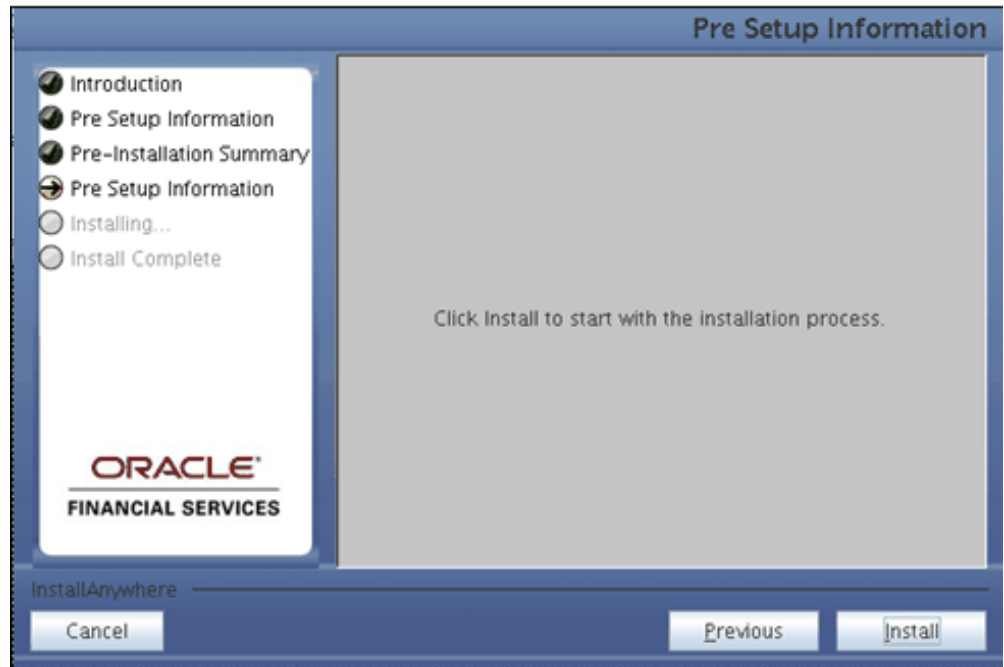 Pre Setup Information
Introduction
Pre Setup Information
Pre-Installation Summary
Pre Setup Information
Installing...
Install Complete
Click Install to start with the installation process.
ORACLE
FINANCIAL SERVICES
InstallAnywhere
Cancel
Previous
Install